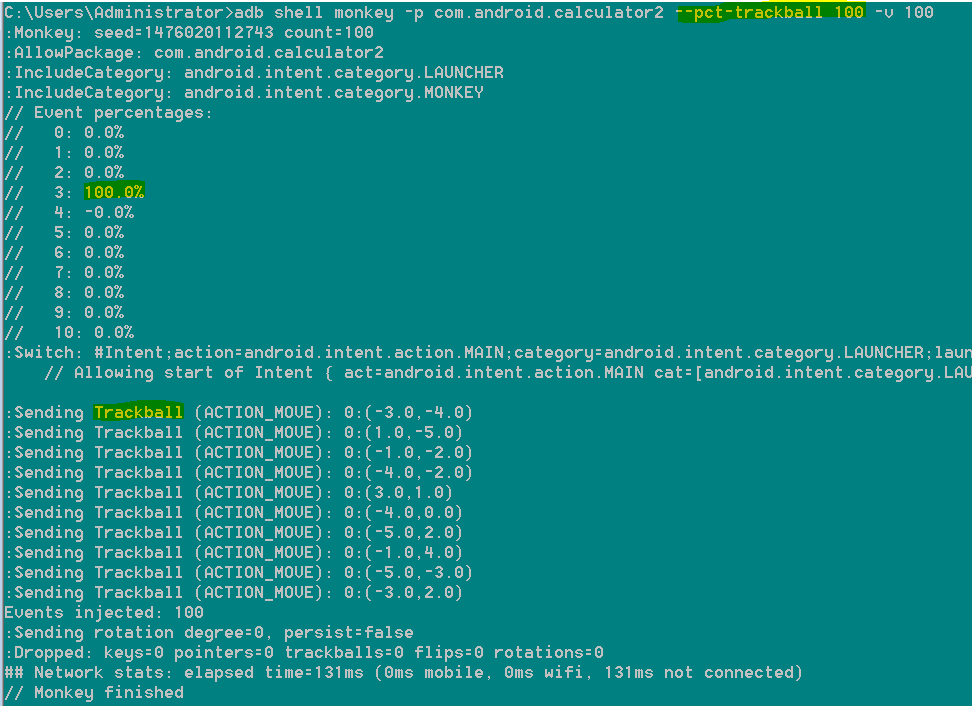 C:\Users\Administrator>adb shell monkey -p com.android.calculator2 --pct-trackball 100 -v 100
:Monkey: seed=1476020112743 count=100
:AllowPackage: com.android.calculator2
:IncludeCategory: android.intent.category.LAUNCHER
:IncludeCategory: android.intent.category.MONKEY
// Event percentages:
//   0: 0.0%
//   1: 0.0%
//   2: 0.0%
//   3: 100.0%
//   4: -0.0%
//   5: 0.0%
//   6: 0.0%
//   7: 0.0%
//   8: 0.0%
//   9: 0.0%
//   10: 0.0%
:Switch: #Intent;action=android.intent.action.MAIN;category=android.intent.category.LAUNCHER;laun
    // Allowing start of Intent { act=android.intent.action.MAIN cat=[android.intent.category.LAU
:Sending Trackball (ACTION_MOVE): 0:(-3.0,-4.0)
:Sending Trackball (ACTION_MOVE): 0:(1.0,-5.0)
:Sending Trackball (ACTION_MOVE): 0:(-1.0,-2.0)
:Sending Trackball (ACTION_MOVE): 0:(-4.0,-2.0)
:Sending Trackball (ACTION_MOVE): 0:(3.0,1.0)
:Sending Trackball (ACTION_MOVE): 0:(-4.0,0.0)
:Sending Trackball (ACTION_MOVE): 0:(-5.0,2.0)
:Sending Trackball (ACTION_MOVE): 0:(-1.0,4.0)
:Sending Trackball (ACTION_MOVE): 0:(-5.0,-3.0)
:Sending Trackball (ACTION_MOVE): 0:(-3.0,2.0)
Events injected: 100
:Sending rotation degree=0, persist=false
:Dropped: keys=0 pointers=0 trackballs=0 flips=0 rotations=0
## Network stats: elapsed time=131ms (0ms mobile, 0ms wifi, 131ms not connected)
// Monkey finished